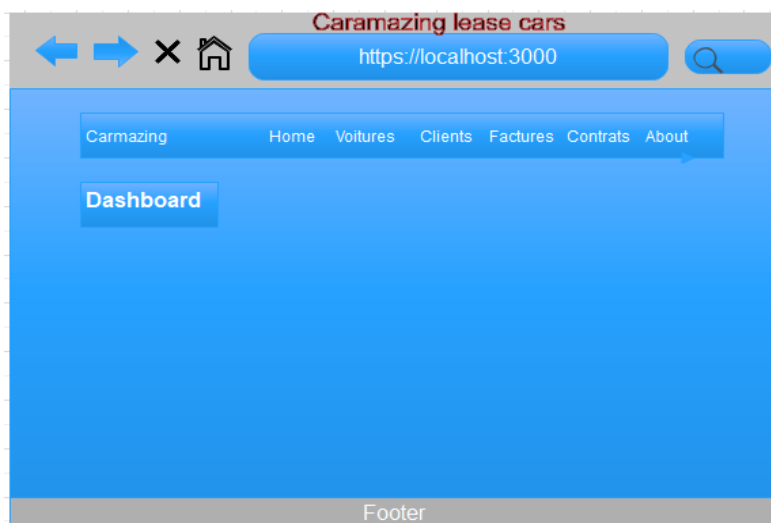 Caramazing lease cars
https://localhost:3000
Carmazing Home Voitures Clients Factures Contrats About
Dashboard
Footer